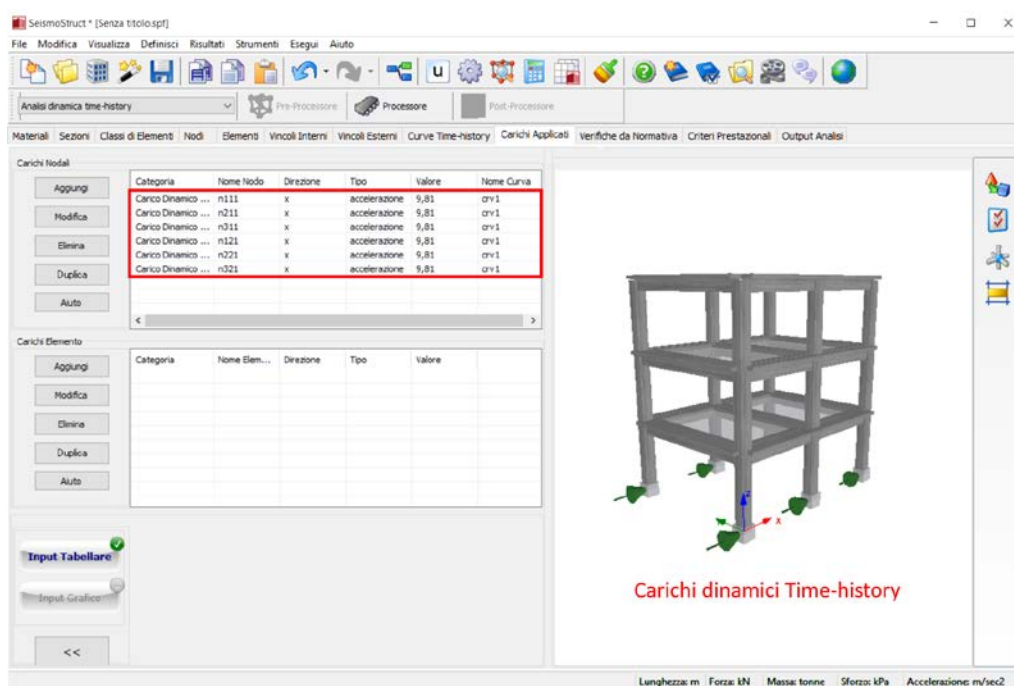 SeismoStruct * [Senza titolo.spf]
File Modifica Visualizza Definisci Risultati Strumenti Esegui Aiuto
u
Analisi dinamica time-history Pre-Processore Processore Post-Processore
Materiali Sezioni Classi di Elementi Nodi Elementi Vincoli Interni Vincoli Esterni Curve Time-history Carichi Applicati Verifiche da Normativa Criteri Prestazionali Output Analisi
Carichi Nodali
Aggiungi
Modifica
Elimina
Duplica
Aiuto
Categoria Nome Nodo Direzione Tipo Valore Nome Curva
Carico Dinamico ... n111 x accelerazione 9,81 crv1
Carico Dinamico ... n211 x accelerazione 9,81 crv1
Carico Dinamico ... n311 x accelerazione 9,81 crv1
Carico Dinamico ... n121 x accelerazione 9,81 crv1
Carico Dinamico ... n221 x accelerazione 9,81 crv1
Carico Dinamico ... n321 x accelerazione 9,81 crv1
Carichi Elemento
Aggiungi
Modifica
Elimina
Duplica
Aiuto
Categoria Nome Elem... Direzione Tipo Valore
Input Tabellare
Input Grafico
<<
z
x
Carichi dinamici Time-history
Lunghezza: m Forza: kN Massa: tonne Sforzo: kPa Accelerazione: m/sec2